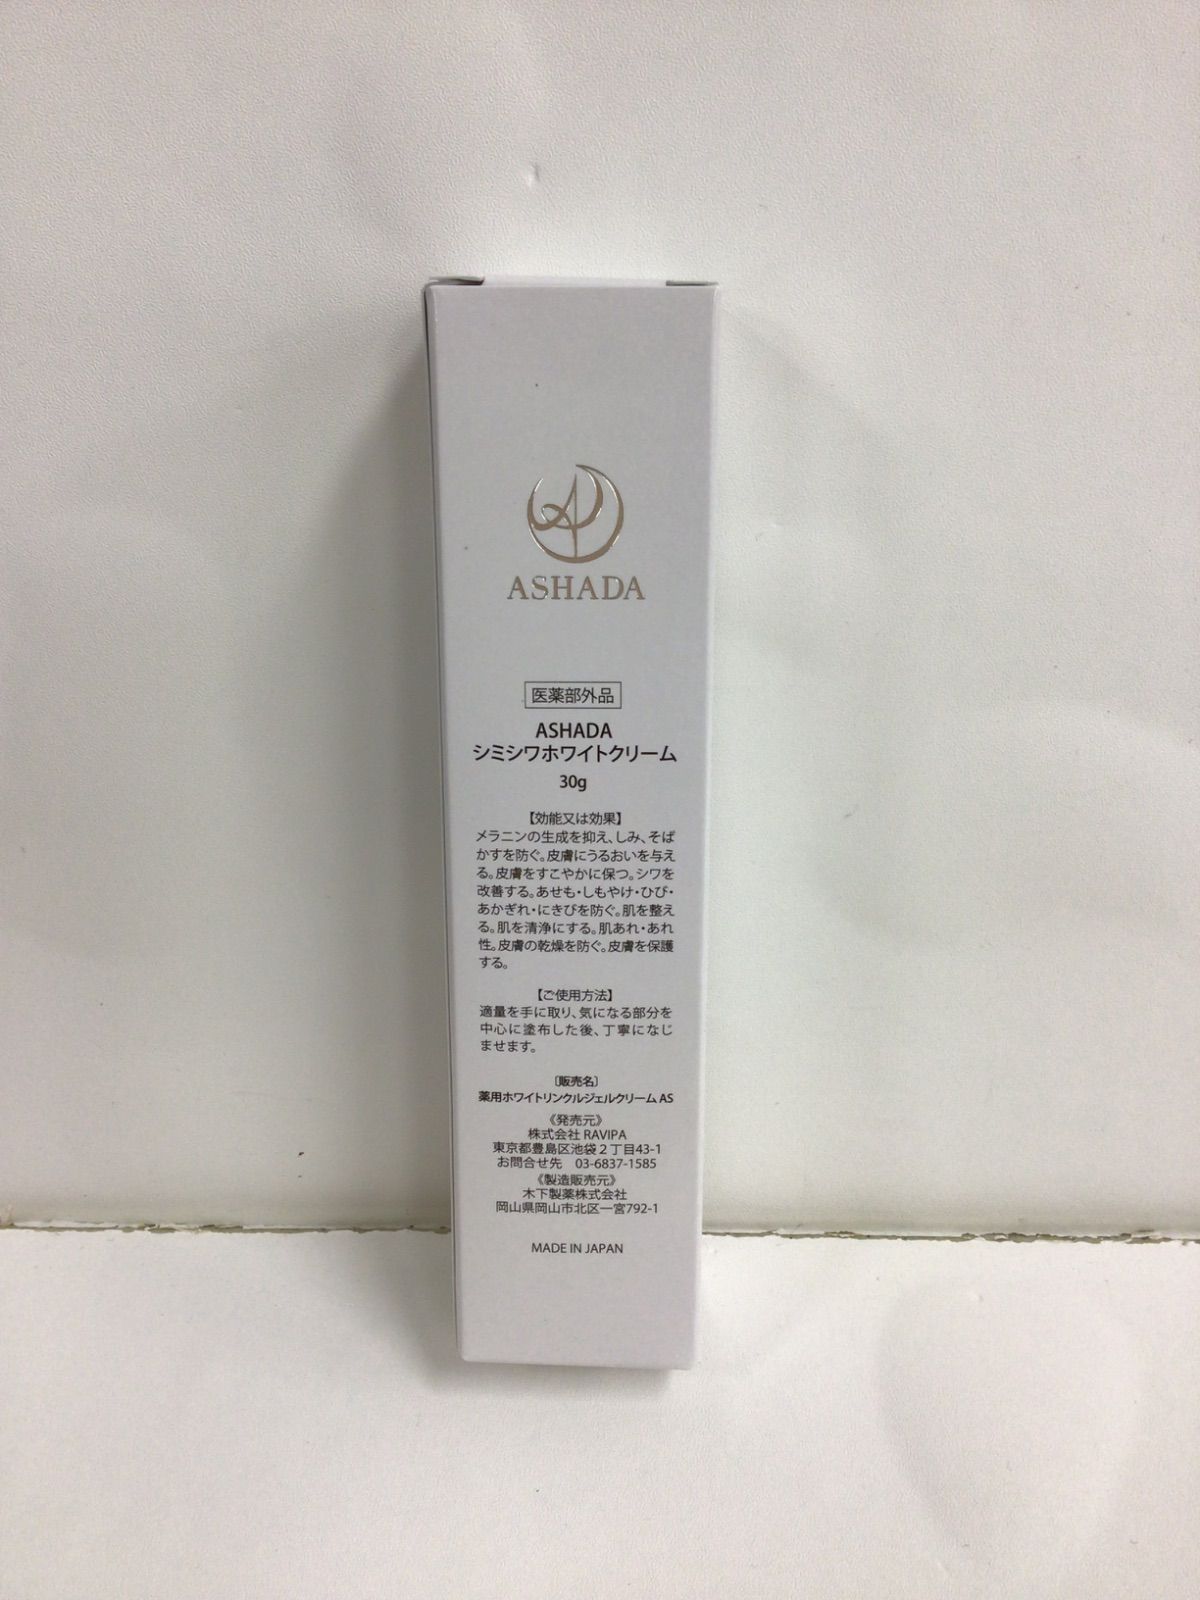 ASHADA
医薬部外品
ASHADA
シミシワホワイトクリーム
30g
【効能又は効果】
メラニンの生成を抑え、しみ、そば
かすを防ぐ。皮膚にうるおいを与え
る。皮膚をすこやかに保つ。シワを
改善する。あせも・しもやけ・ひび・
あかぎれ・にきびを防ぐ。肌を整え
る。肌を清浄にする。肌あれ・あれ
性。皮膚の乾燥を防ぐ。皮膚を保護
する。
【ご使用方法】
適量を手に取り、気になる部分を
中心に塗布した後、丁寧になじ
ませます。
〔販売名〕
薬用ホワイトリンクルジェルクリーム AS
《発売元》
株式会社 RAVIPA
東京都豊島区池袋２丁目43-1
お問合せ先　03-6837-1585
《製造販売元》
木下製薬株式会社
岡山県岡山市北区一宮792-1
MADE IN JAPAN